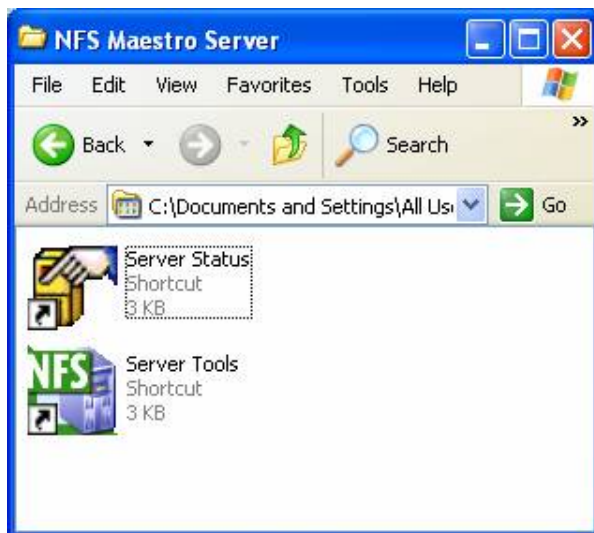 NFS Maestro Server
File Edit View Favorites Tools Help
Back Search »
Address C:\Documents and Settings\All Go
Server Status
Shortcut
3 KB
NFS
Server Tools
Shortcut
3 KB